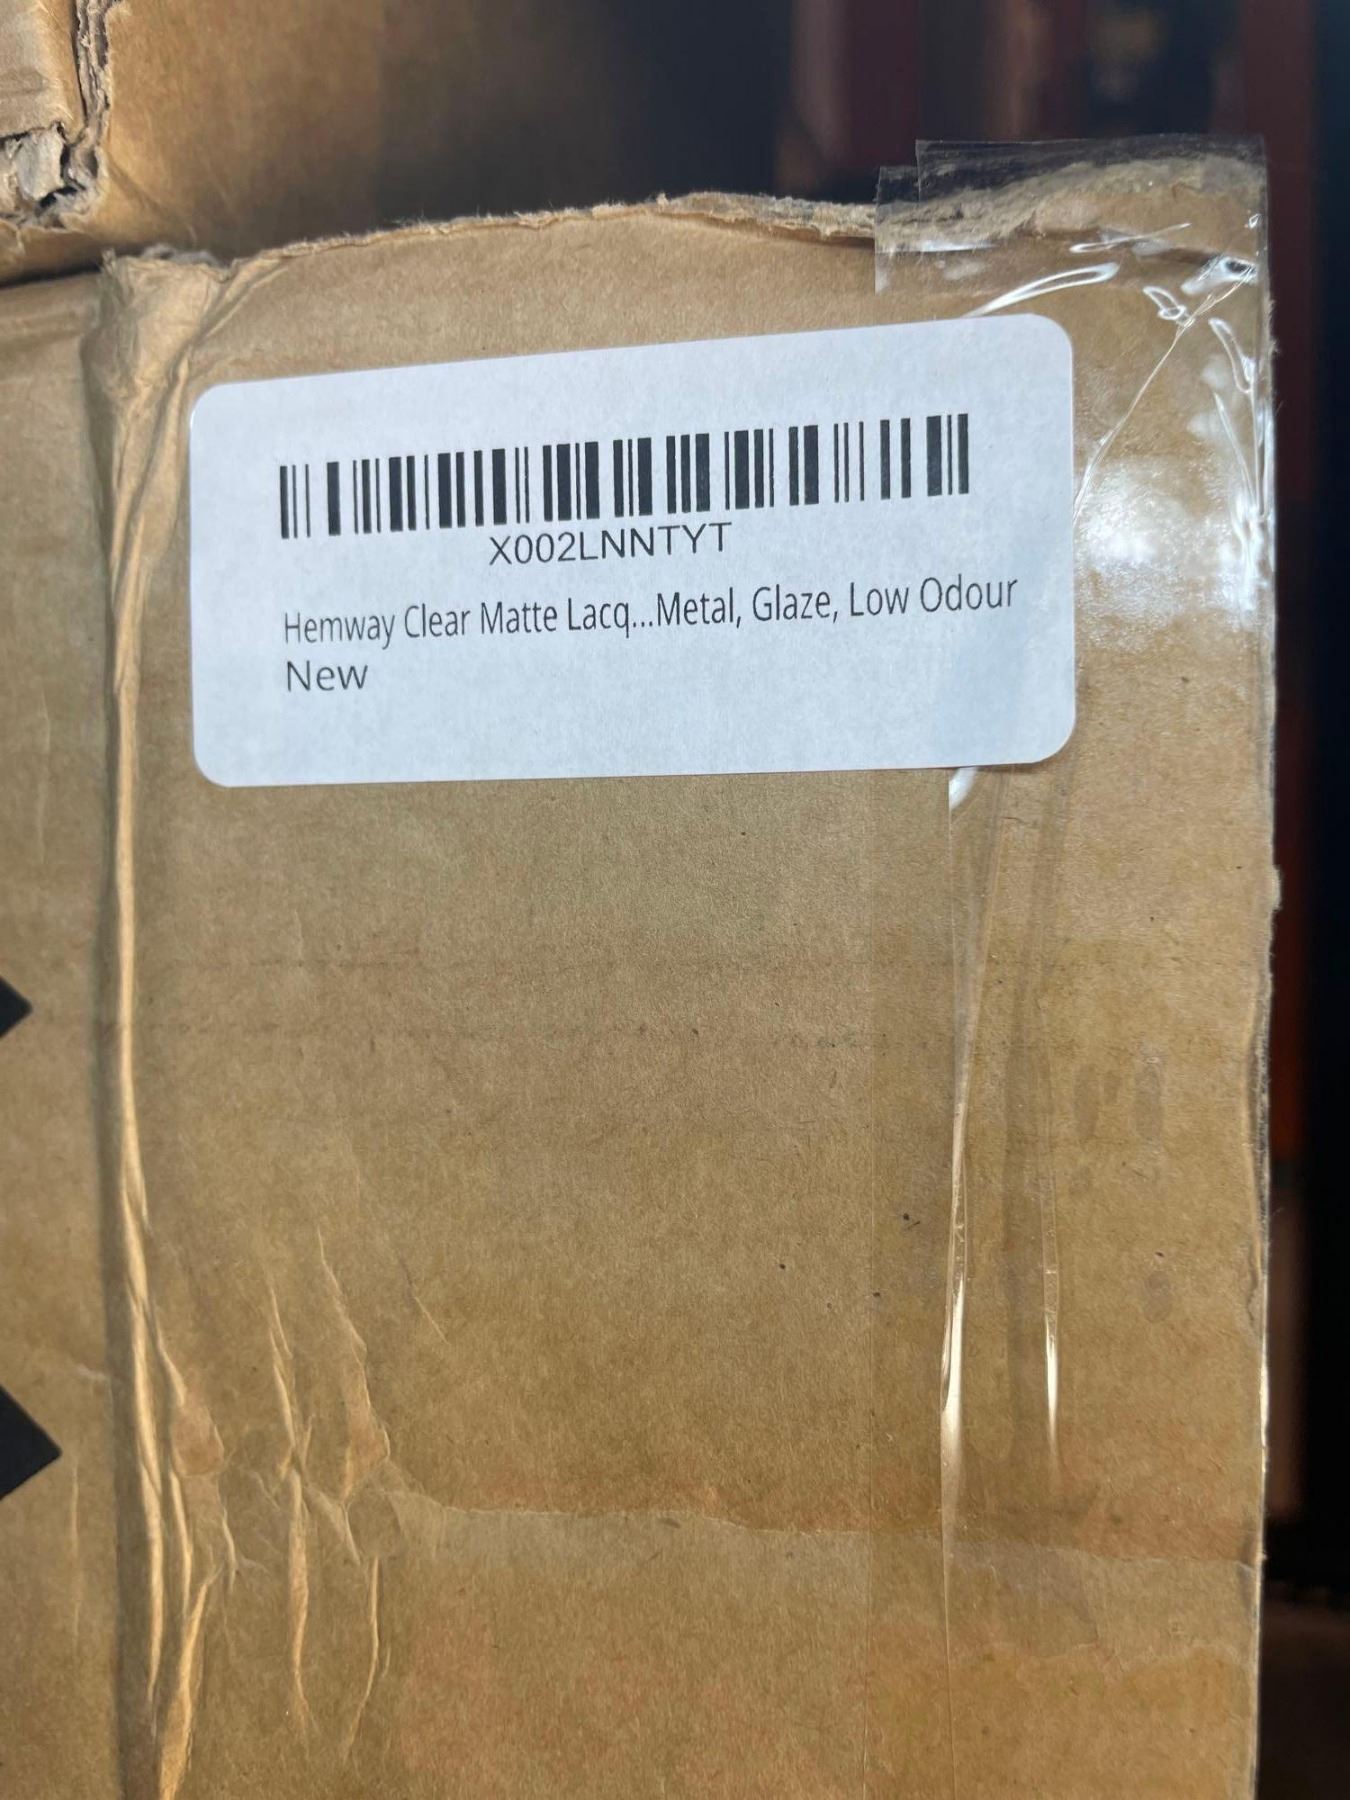 X002LNNTYT
Hemway Clear Matte Lacq...Metal, Glaze, Low Odour
New